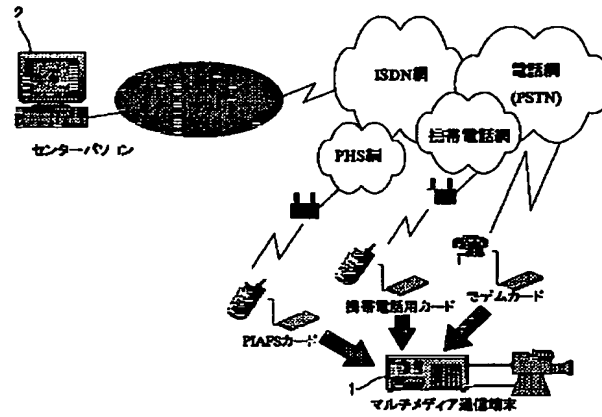 2
ISDN網
電話網
(PSTN)
携帯電話網
PHS網
センターパソコン
携帯電話用カード
モデムカード
PIAFSカード
1
マルチメディア通信端末